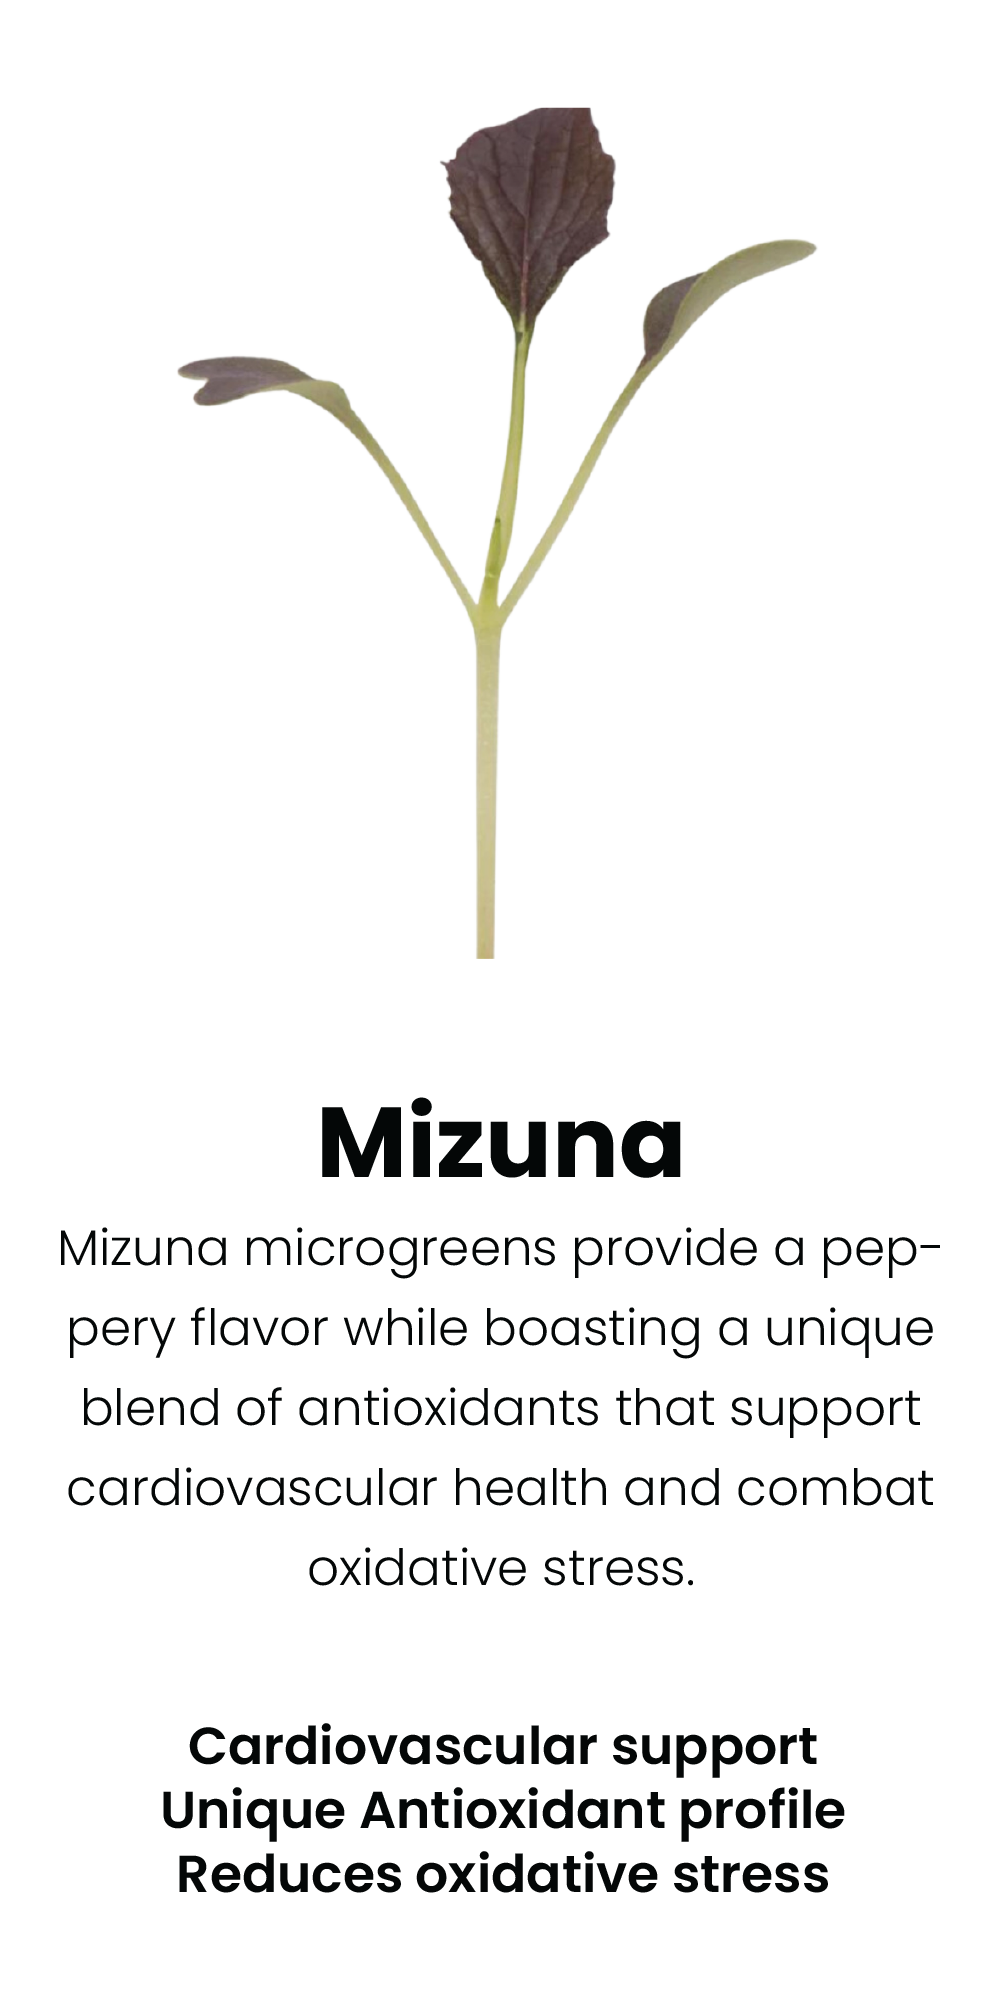 Mizuna
Mizuna microgreens provide a pep-
pery flavor while boasting a unique
blend of antioxidants that support
cardiovascular health and combat
oxidative stress.
Cardiovascular support
Unique Antioxidant profile
Reduces oxidative stress